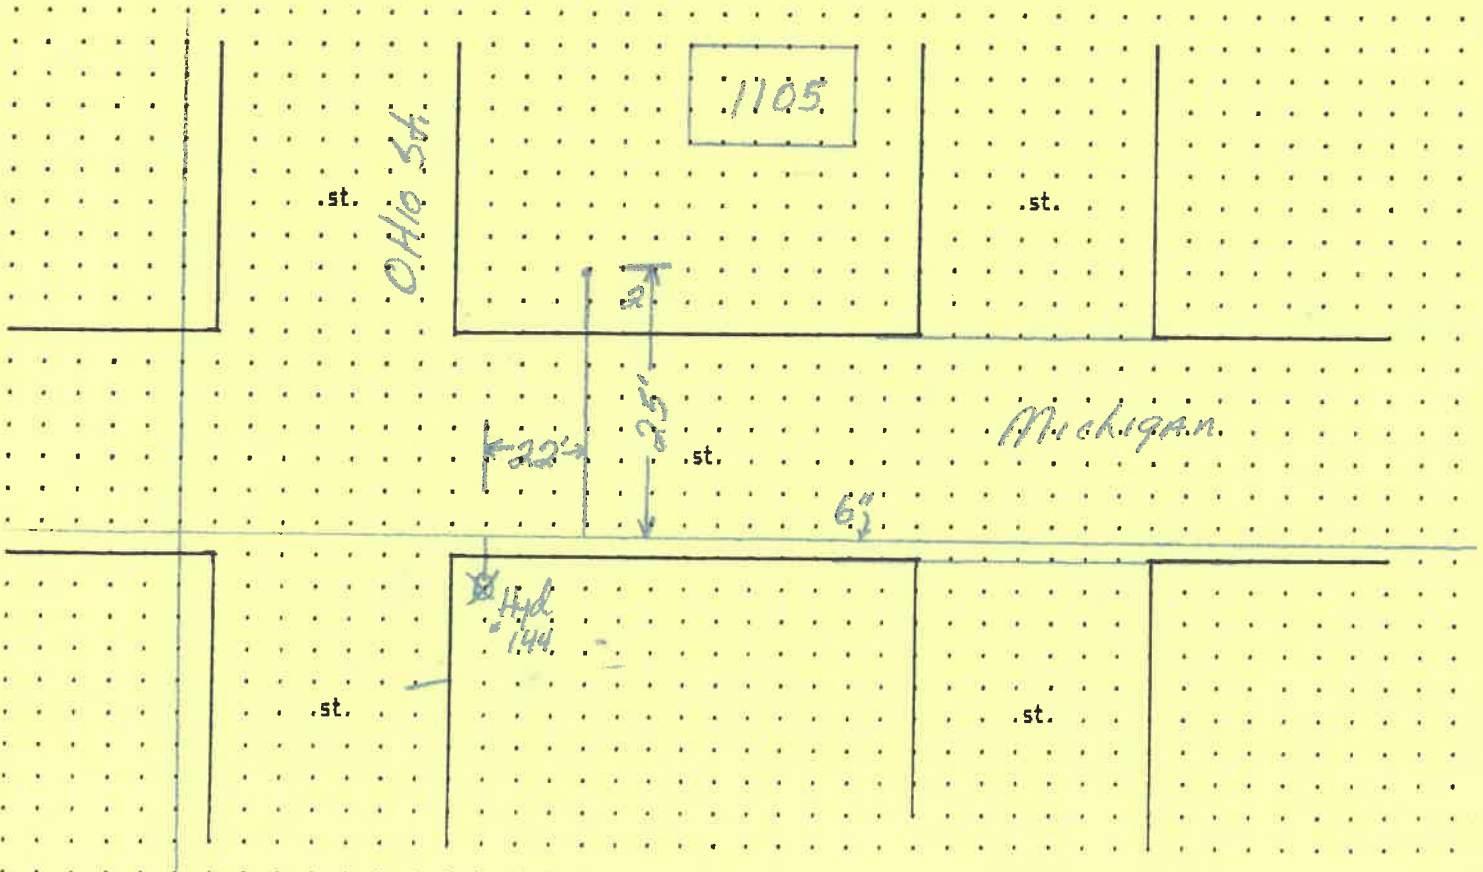 1105
OHio St.
.st.
.st.
2'
25'
22'
.st.
Michigan
6"
Hyd
144
.st.
.st.